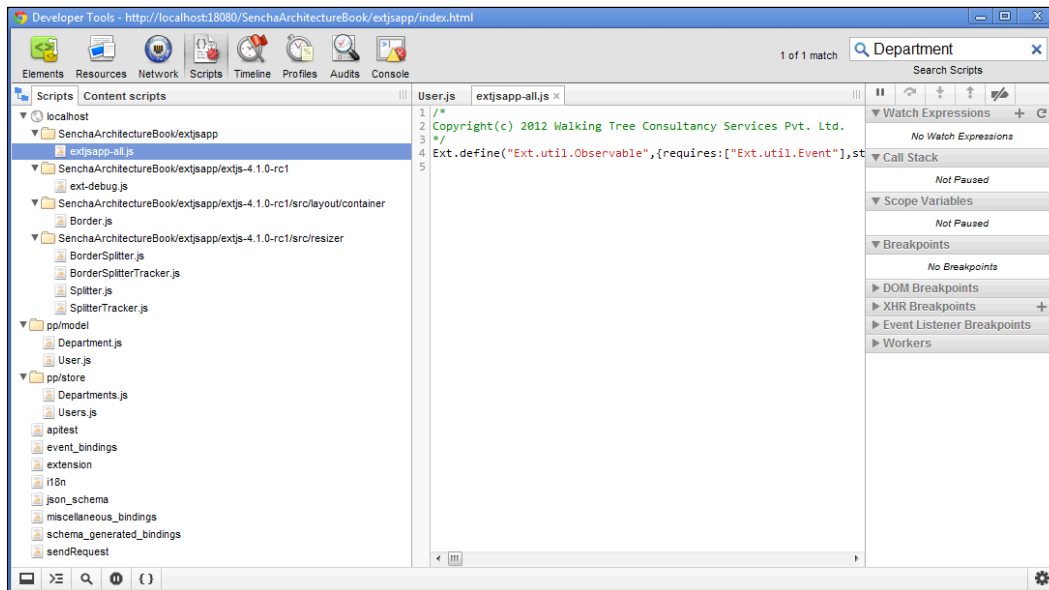 Developer Tools - http://localhost:18080/SenchaArchitectureBook/extjsapp/index.html
Elements Resources Network Scripts Timeline Profiles Audits Console
1 of 1 match
Department
Search Scripts
Scripts Content scripts
localhost
SenchaArchitectureBook/extjsapp
extjsapp-all.js
SenchaArchitectureBook/extjsapp/extjs-4.1.0-rc1
ext-debug.js
SenchaArchitectureBook/extjsapp/extjs-4.1.0-rc1/src/layout/container
Border.js
SenchaArchitectureBook/extjsapp/extjs-4.1.0-rc1/src/resizer
BorderSplitter.js
BorderSplitterTracker.js
Splitter.js
SplitterTracker.js
pp/model
Department.js
User.js
pp/store
Departments.js
Users.js
apitest
event_bindings
extension
i18n
json_schema
miscellaneous_bindings
schema_generated_bindings
sendRequest
User.js extjsapp-all.js ×
1 /*
2 Copyright(c) 2012 Walking Tree Consultancy Services Pvt. Ltd.
3 */
4 Ext.define("Ext.util.Observable",{requires:["Ext.util.Event"],st
5
Watch Expressions
No Watch Expressions
Call Stack
Not Paused
Scope Variables
Not Paused
Breakpoints
No Breakpoints
DOM Breakpoints
XHR Breakpoints
Event Listener Breakpoints
Workers